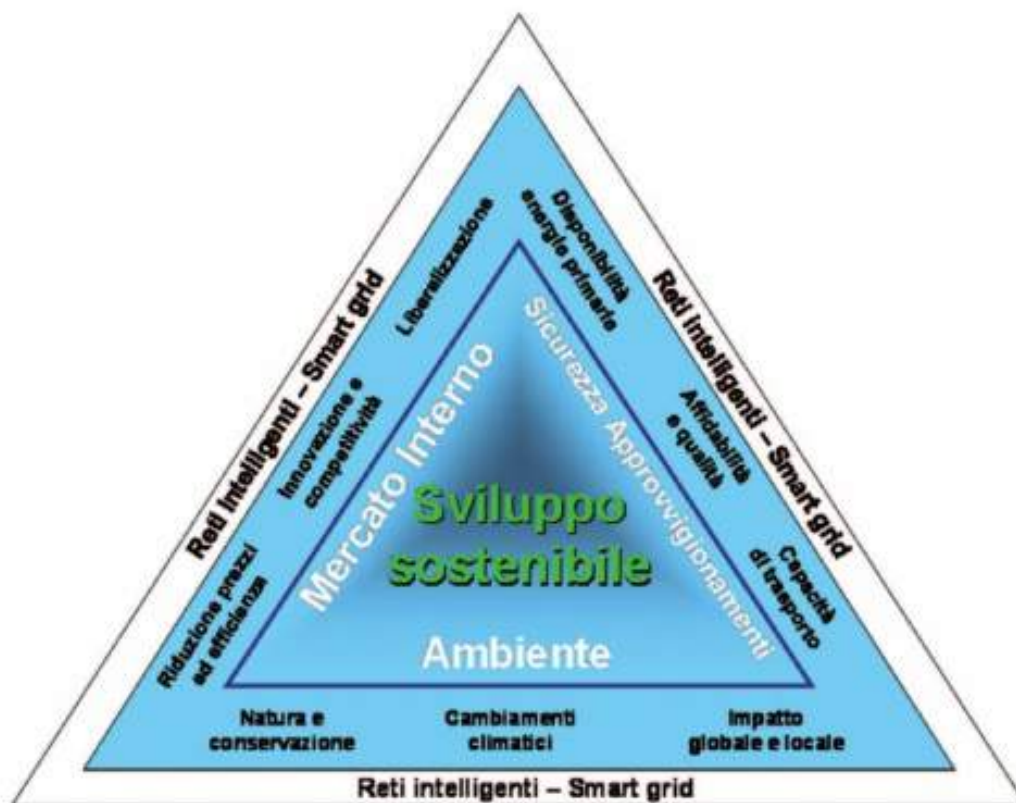 Reti Intelligenti – Smart grid
Liberalizzazione
Innovazione e
competitività
Riduzione prezzi
ed efficienza
Reti intelligenti – Smart grid
Disponibilità
energie primarie
Affidabilità
e qualità
Capacità
di trasporto
Mercato Interno
Sicurezza Approvvigionamenti
Sviluppo
sostenibile
Ambiente
Natura e
conservazione
Cambiamenti
climatici
Impatto
globale e locale
Reti intelligenti – Smart grid